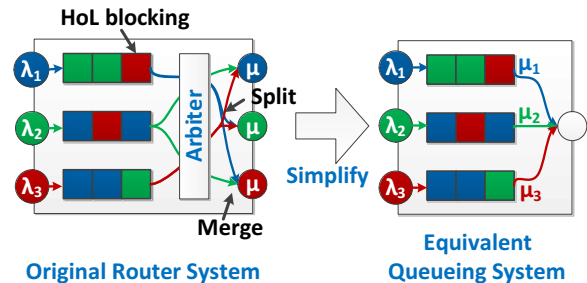 HoL blocking
λ1
μ
Split
λ2
Arbiter
μ
λ3
μ
Merge
Original Router System
Simplify
λ1
μ1
λ2
μ2
λ3
μ3
Equivalent
Queueing System